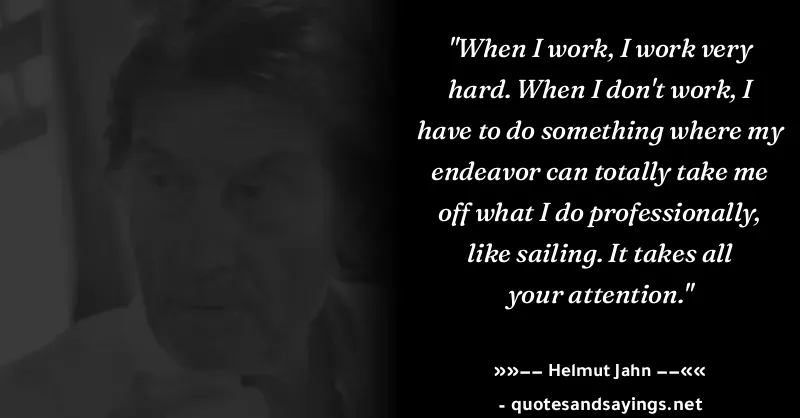 "When I work, I work very
hard. When I don't work, I
have to do something where my
endeavor can totally take me
off what I do professionally,
like sailing. It takes all
your attention."
»»−− Helmut Jahn −−««
- quotesandsayings.net